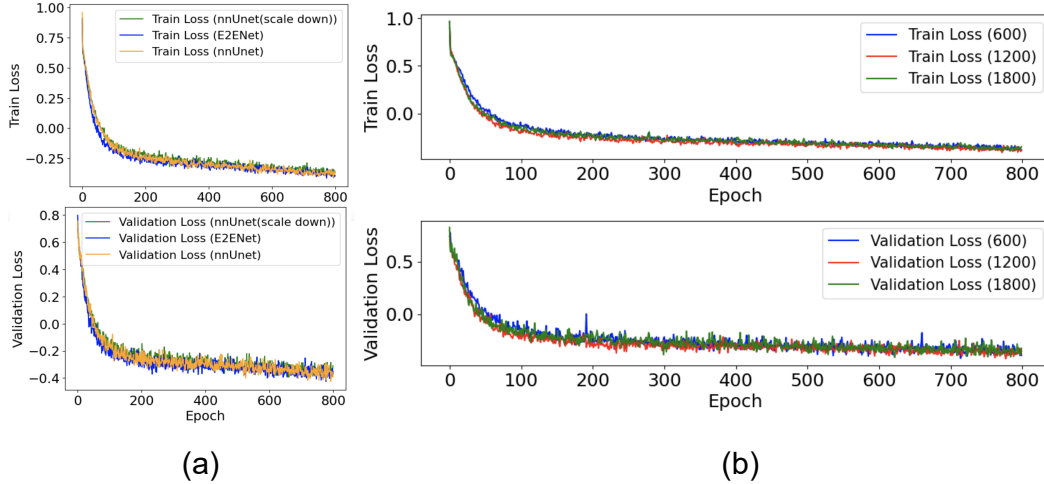 1.00
0.75
0.50
0.25
0.00
−0.25
Train Loss
Train Loss (nnUnet(scale down))
Train Loss (E2ENet)
Train Loss (nnUnet)
0 200 400 600 800
0.8
0.6
0.4
0.2
0.0
−0.2
−0.4
Validation Loss
Validation Loss (nnUnet(scale down))
Validation Loss (E2ENet)
Validation Loss (nnUnet)
0 200 400 600 800
Epoch
(a)
1.0
0.5
0.0
Train Loss
Train Loss (600)
Train Loss (1200)
Train Loss (1800)
0 100 200 300 400 500 600 700 800
Epoch
0.5
0.0
Validation Loss
Validation Loss (600)
Validation Loss (1200)
Validation Loss (1800)
0 100 200 300 400 500 600 700 800
Epoch
(b)